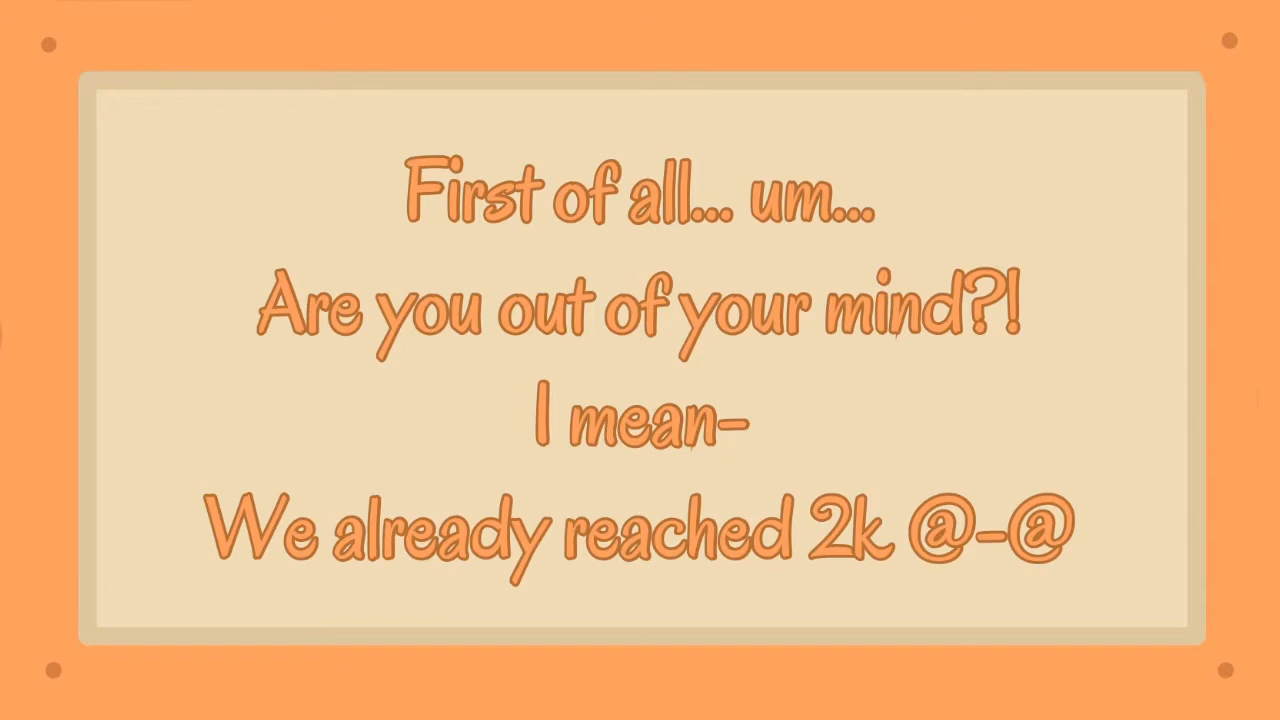 First of all... um...
Are you out of your mind?!
I mean-
We already reached 2k @-@